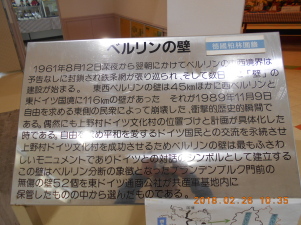 ベルリンの壁
1961年8月12日深夜から翌朝にかけてベルリンの東西境界は
予告なしに封鎖され鉄条網が張り巡られ、そして数日 「壁」の
建設が始まる。 東西ベルリンの壁は45㎞ほかに西ベルリンと
東ドイツ国境に116㎞の壁があった それが1989年11月9日
自由を求める東側の民衆によって崩壊した、衝撃的歴史的瞬間で
ある。偶然にも上野村ドイツ文化村の位置づけと計画が具体化した
時である。自由 の平和を愛するドイツ国民との交流を永続させ
上野村ドイツ文化村を成功させるためベルリンの壁は最もふさわ
しいモニュメントでありドイツとの シンボルとして建立する
この壁はベルリン分断の象徴となったブランデンブルク門前の
無傷の壁52個を東ドイツ通商公社が共産軍基地内に
保管したものの中から選んだものである。
2018.02.26 10:35